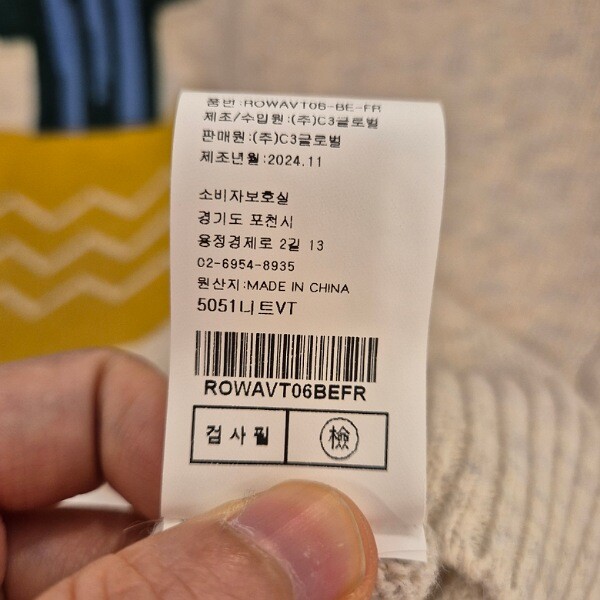 품번:ROWAVT06-BE-FR
제조/수입원:(주)C3글로벌
판매원:(주)C3글로벌
제조년월:2024.11
소비자보호실
경기도 포천시
용정경제로 2길 13
02-6954-8935
원산지:MADE IN CHINA
5051니트VT
ROWAVT06BEFR
검사필 檢